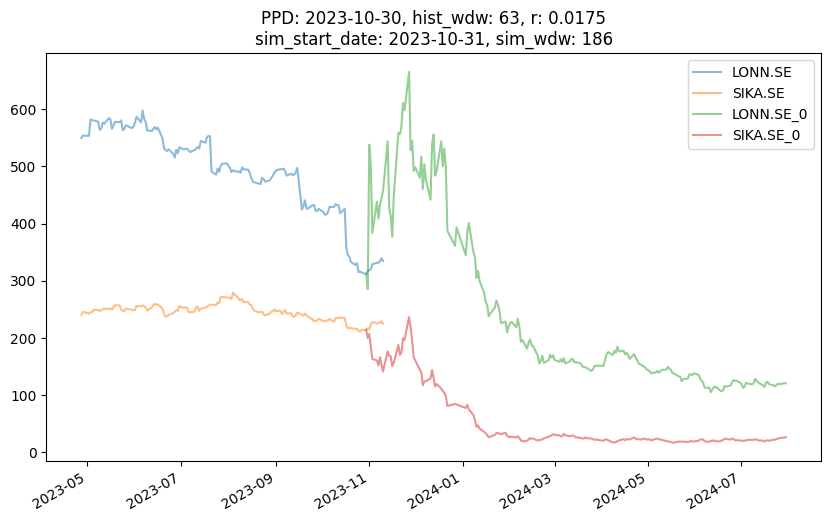 PPD: 2023-10-30, hist_wdw: 63, r: 0.0175
sim_start_date: 2023-10-31, sim_wdw: 186
LONN.SE
SIKA.SE
LONN.SE_0
SIKA.SE_0
600
500
400
300
200
100
0
2023-05
2023-07
2023-09
2023-11
2024-01
2024-03
2024-05
2024-07